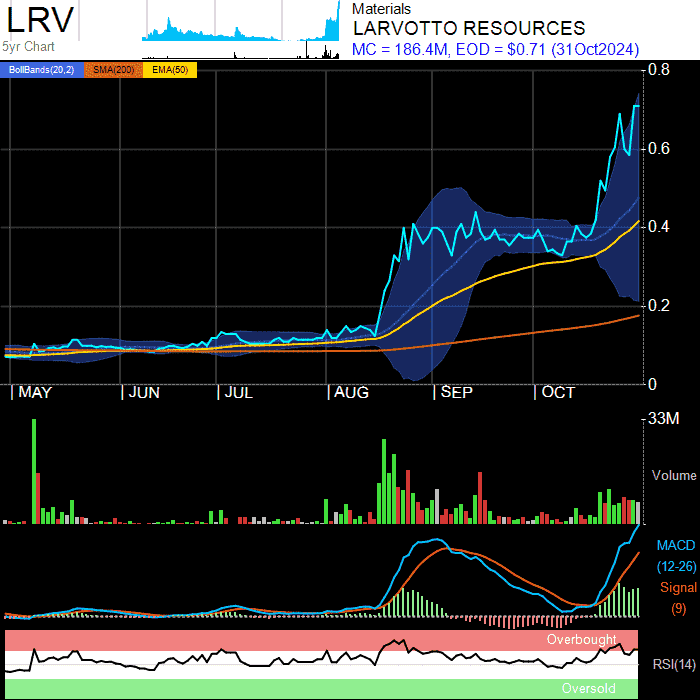 LRV
5yr Chart
Materials
LARVOTTO RESOURCES
MC = 186.4M, EOD = $0.71 (31Oct2024)
BollBands(20,2) SMA(200) EMA(50)
0.8
0.6
0.4
0.2
0
MAY JUN JUL AUG SEP OCT
33M
Volume
MACD
(12-26)
Signal
(9)
Overbought
RSI(14)
Oversold